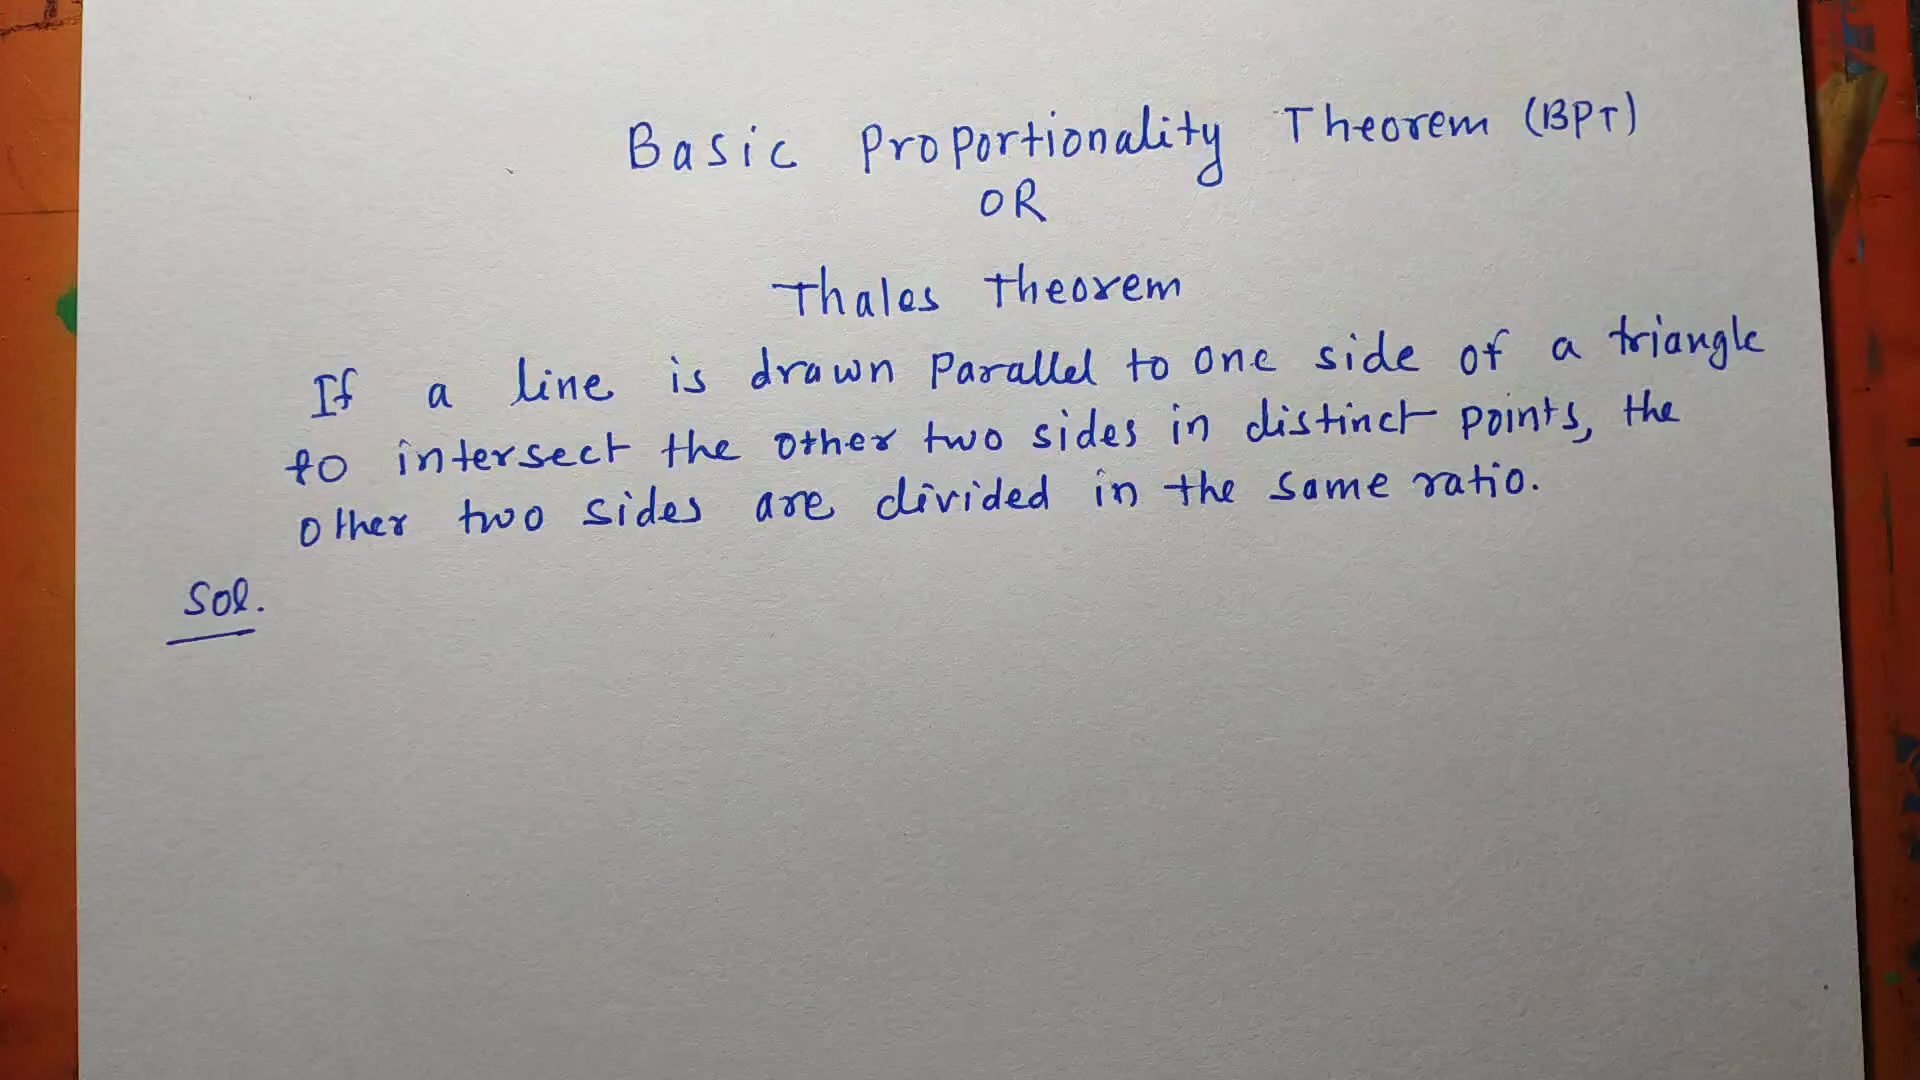 Basic Proportionality Theorem (BPT)
OR
Thales theorem
If a line is drawn Parallel to one side of a triangle
to intersect the other two sides in distinct points, the
other two sides are divided in the same ratio.
Sol.